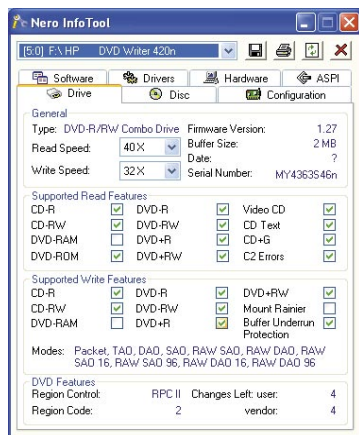 Nero InfoTool
[5:0] F:\ HP DVD Writer 420n
Software Drivers Hardware ASPI
Drive Disc Configuration
General
Type: DVD-R/RW Combo Drive Firmware Version: 1.27
Read Speed: 40 X Buffer Size: 2 MB
Date: ?
Write Speed: 32 X Serial Number: MY4363S46n
Supported Read Features
CD-R DVD-R Video CD
CD-RW DVD-RW CD Text
DVD-RAM DVD+R CD+G
DVD-ROM DVD+RW C2 Errors
Supported Write Features
CD-R DVD-R DVD+RW
CD-RW DVD-RW Mount Rainier
DVD-RAM DVD+R Buffer Underrun
Protection
Modes: Packet, TAO, DAO, SAO, RAW SAO, RAW DAO, RAW
SAO 16, RAW SAO 96, RAW DAO 16, RAW DAO 96
DVD Features
Region Control: RPC II Changes Left: user: 4
Region Code: 2 vendor: 4